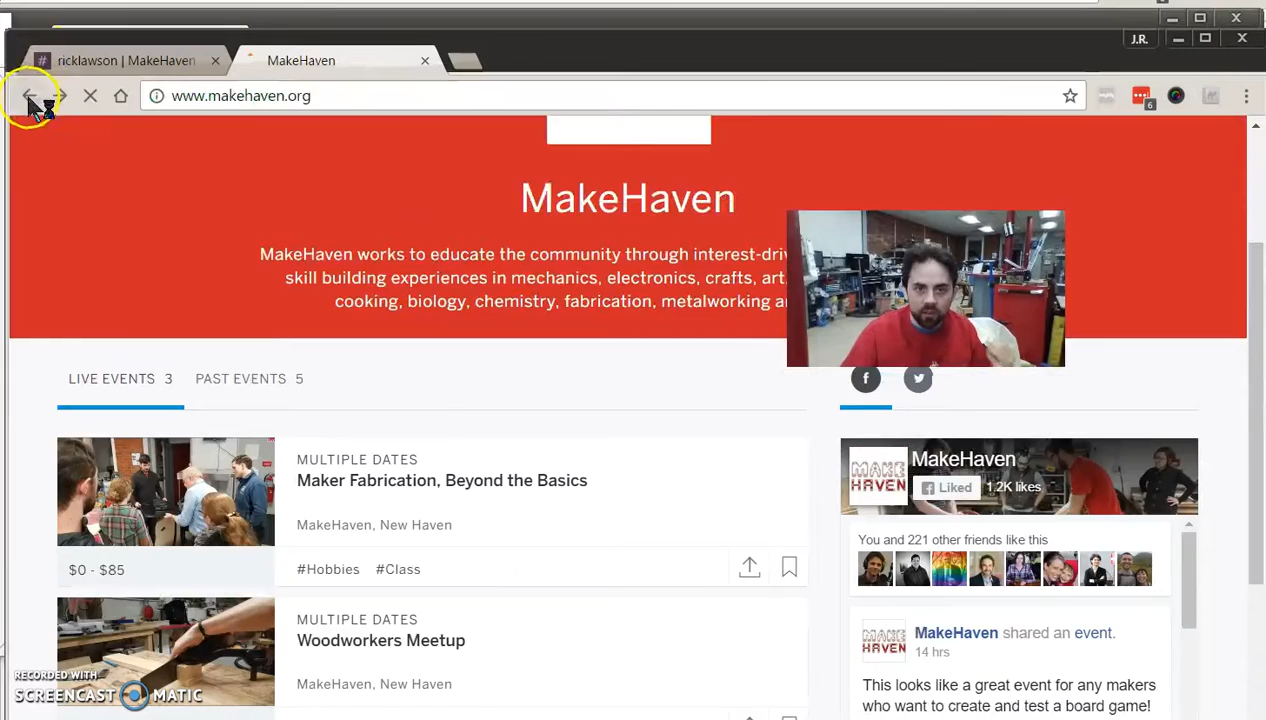 J.R.
# ricklawson | MakeHaven
MakeHaven
www.makehaven.org
6
MakeHaven
MakeHaven works to educate the community through interest-driv
skill building experiences in mechanics, electronics, crafts, art,
cooking, biology, chemistry, fabrication, metalworking a
LIVE EVENTS 3 PAST EVENTS 5
MULTIPLE DATES
Maker Fabrication, Beyond the Basics
MakeHaven, New Haven
$0 - $85
#Hobbies #Class
MULTIPLE DATES
Woodworkers Meetup
MakeHaven, New Haven
MAKE
HAVEN
MakeHaven
Liked 1.2K likes
You and 221 other friends like this
MakeHaven shared an event.
14 hrs
This looks like a great event for any makers
who want to create and test a board game!
RECORDED WITH
SCREENCAST MATIC